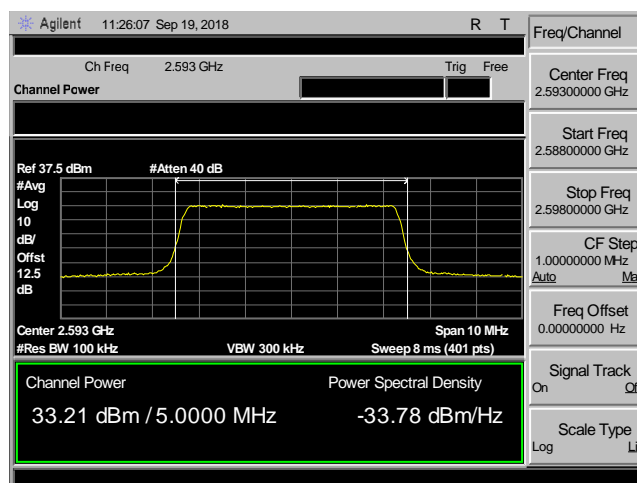 Agilent 11:26:07 Sep 19, 2018 R T
Ch Freq 2.593 GHz Trig Free
Channel Power
Ref 37.5 dBm #Atten 40 dB
#Avg
Log
10
dB/
Offst
12.5
dB
Center 2.593 GHz Span 10 MHz
#Res BW 100 kHz VBW 300 kHz Sweep 8 ms (401 pts)
Channel Power Power Spectral Density
33.21 dBm / 5.0000 MHz -33.78 dBm/Hz
Freq/Channel
Center Freq
2.59300000 GHz
Start Freq
2.58800000 GHz
Stop Freq
2.59800000 GHz
CF Step
1.00000000 MHz
Auto Ma
Freq Offset
0.00000000 Hz
Signal Track
On Of
Scale Type
Log Li